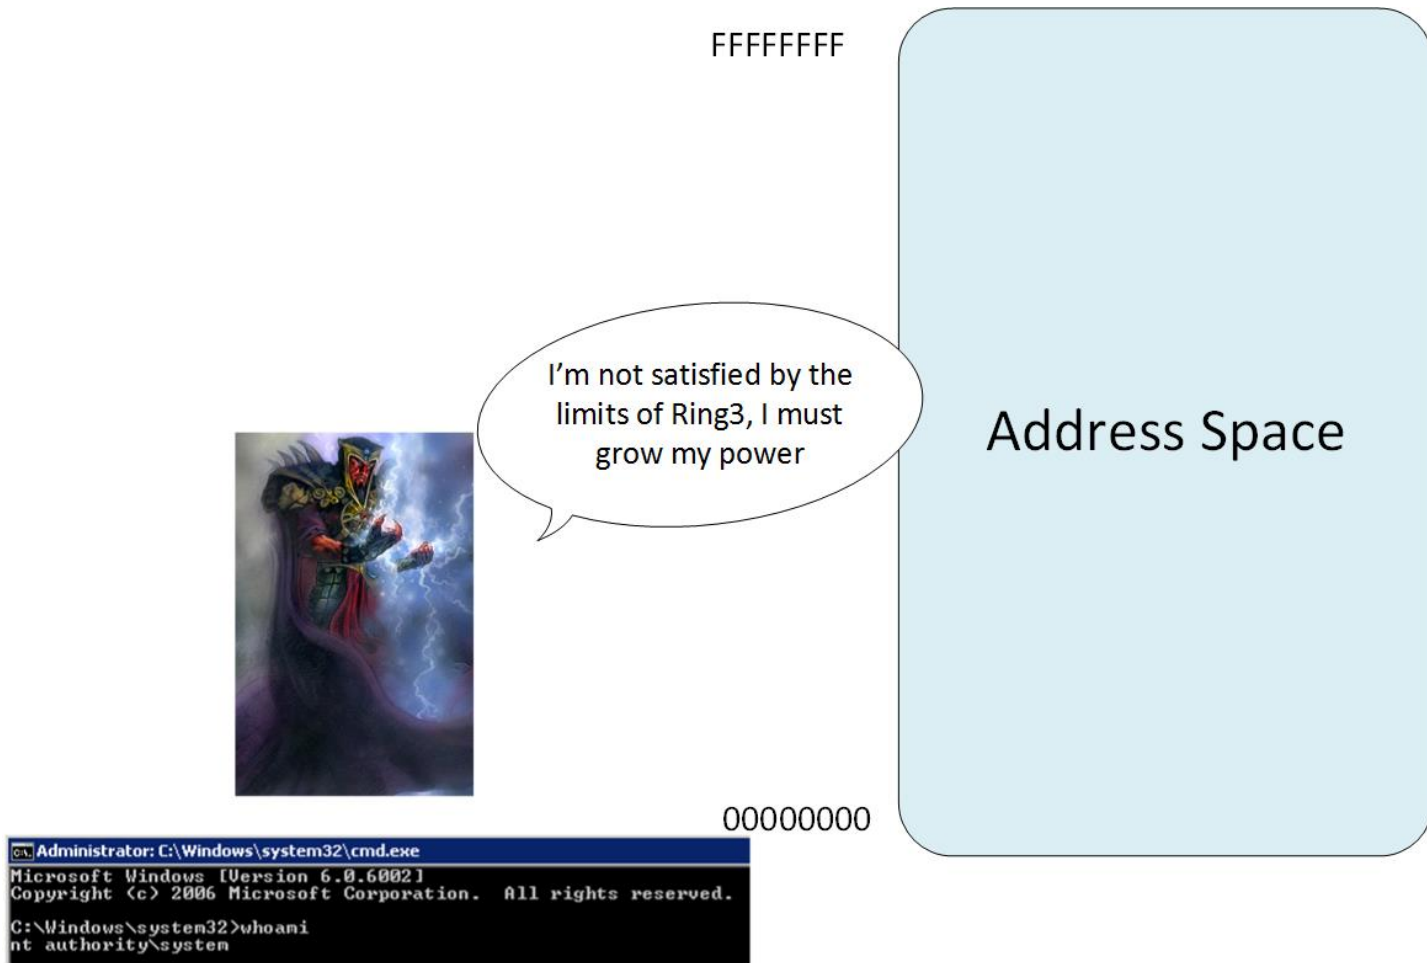 FFFFFFFF
I'm not satisfied by the
limits of Ring3, I must
grow my power
Address Space
00000000
Administrator: C:\Windows\system32\cmd.exe
Microsoft Windows [Version 6.0.6002]
Copyright (c) 2006 Microsoft Corporation.  All rights reserved.
C:\Windows\system32>whoami
nt authority\system